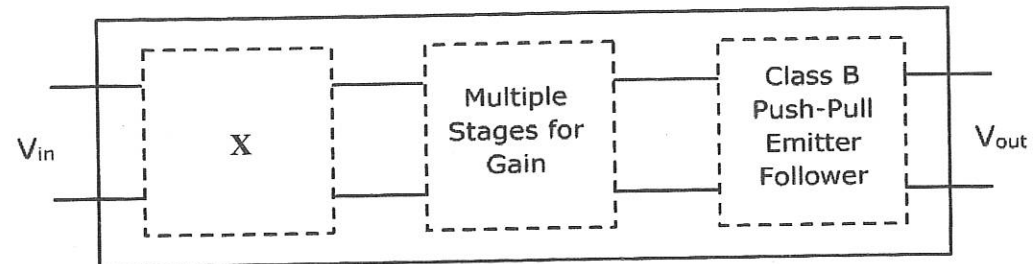 V_in
X
Multiple
Stages for
Gain
Class B
Push-Pull
Emitter
Follower
V_out